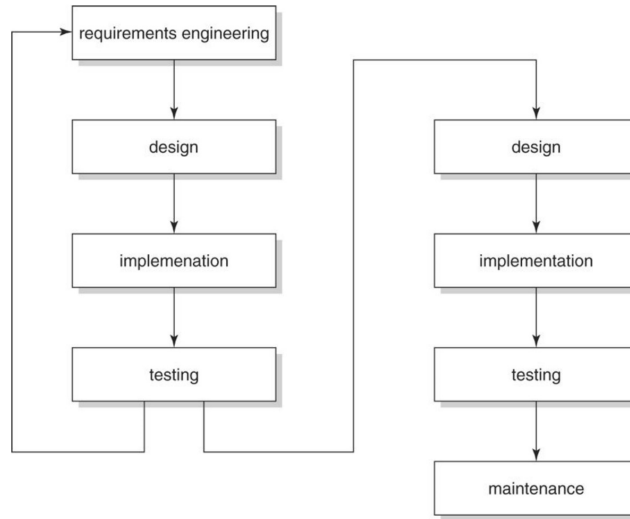 requirements engineering
design
implemenation
testing
design
implementation
testing
maintenance